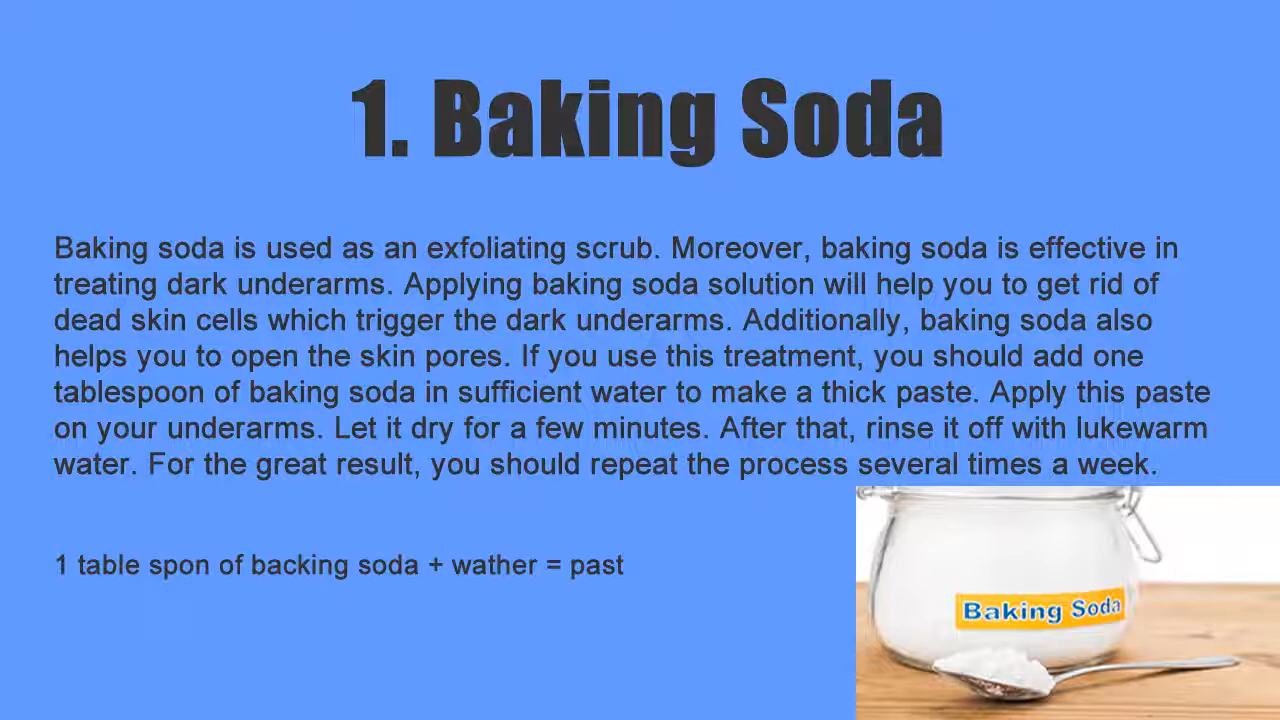 1. Baking Soda
Baking soda is used as an exfoliating scrub. Moreover, baking soda is effective in
treating dark underarms. Applying baking soda solution will help you to get rid of
dead skin cells which trigger the dark underarms. Additionally, baking soda also
helps you to open the skin pores. If you use this treatment, you should add one
tablespoon of baking soda in sufficient water to make a thick paste. Apply this paste
on your underarms. Let it dry for a few minutes. After that, rinse it off with lukewarm
water. For the great result, you should repeat the process several times a week.
1 table spon of backing soda + wather = past
Baking Soda